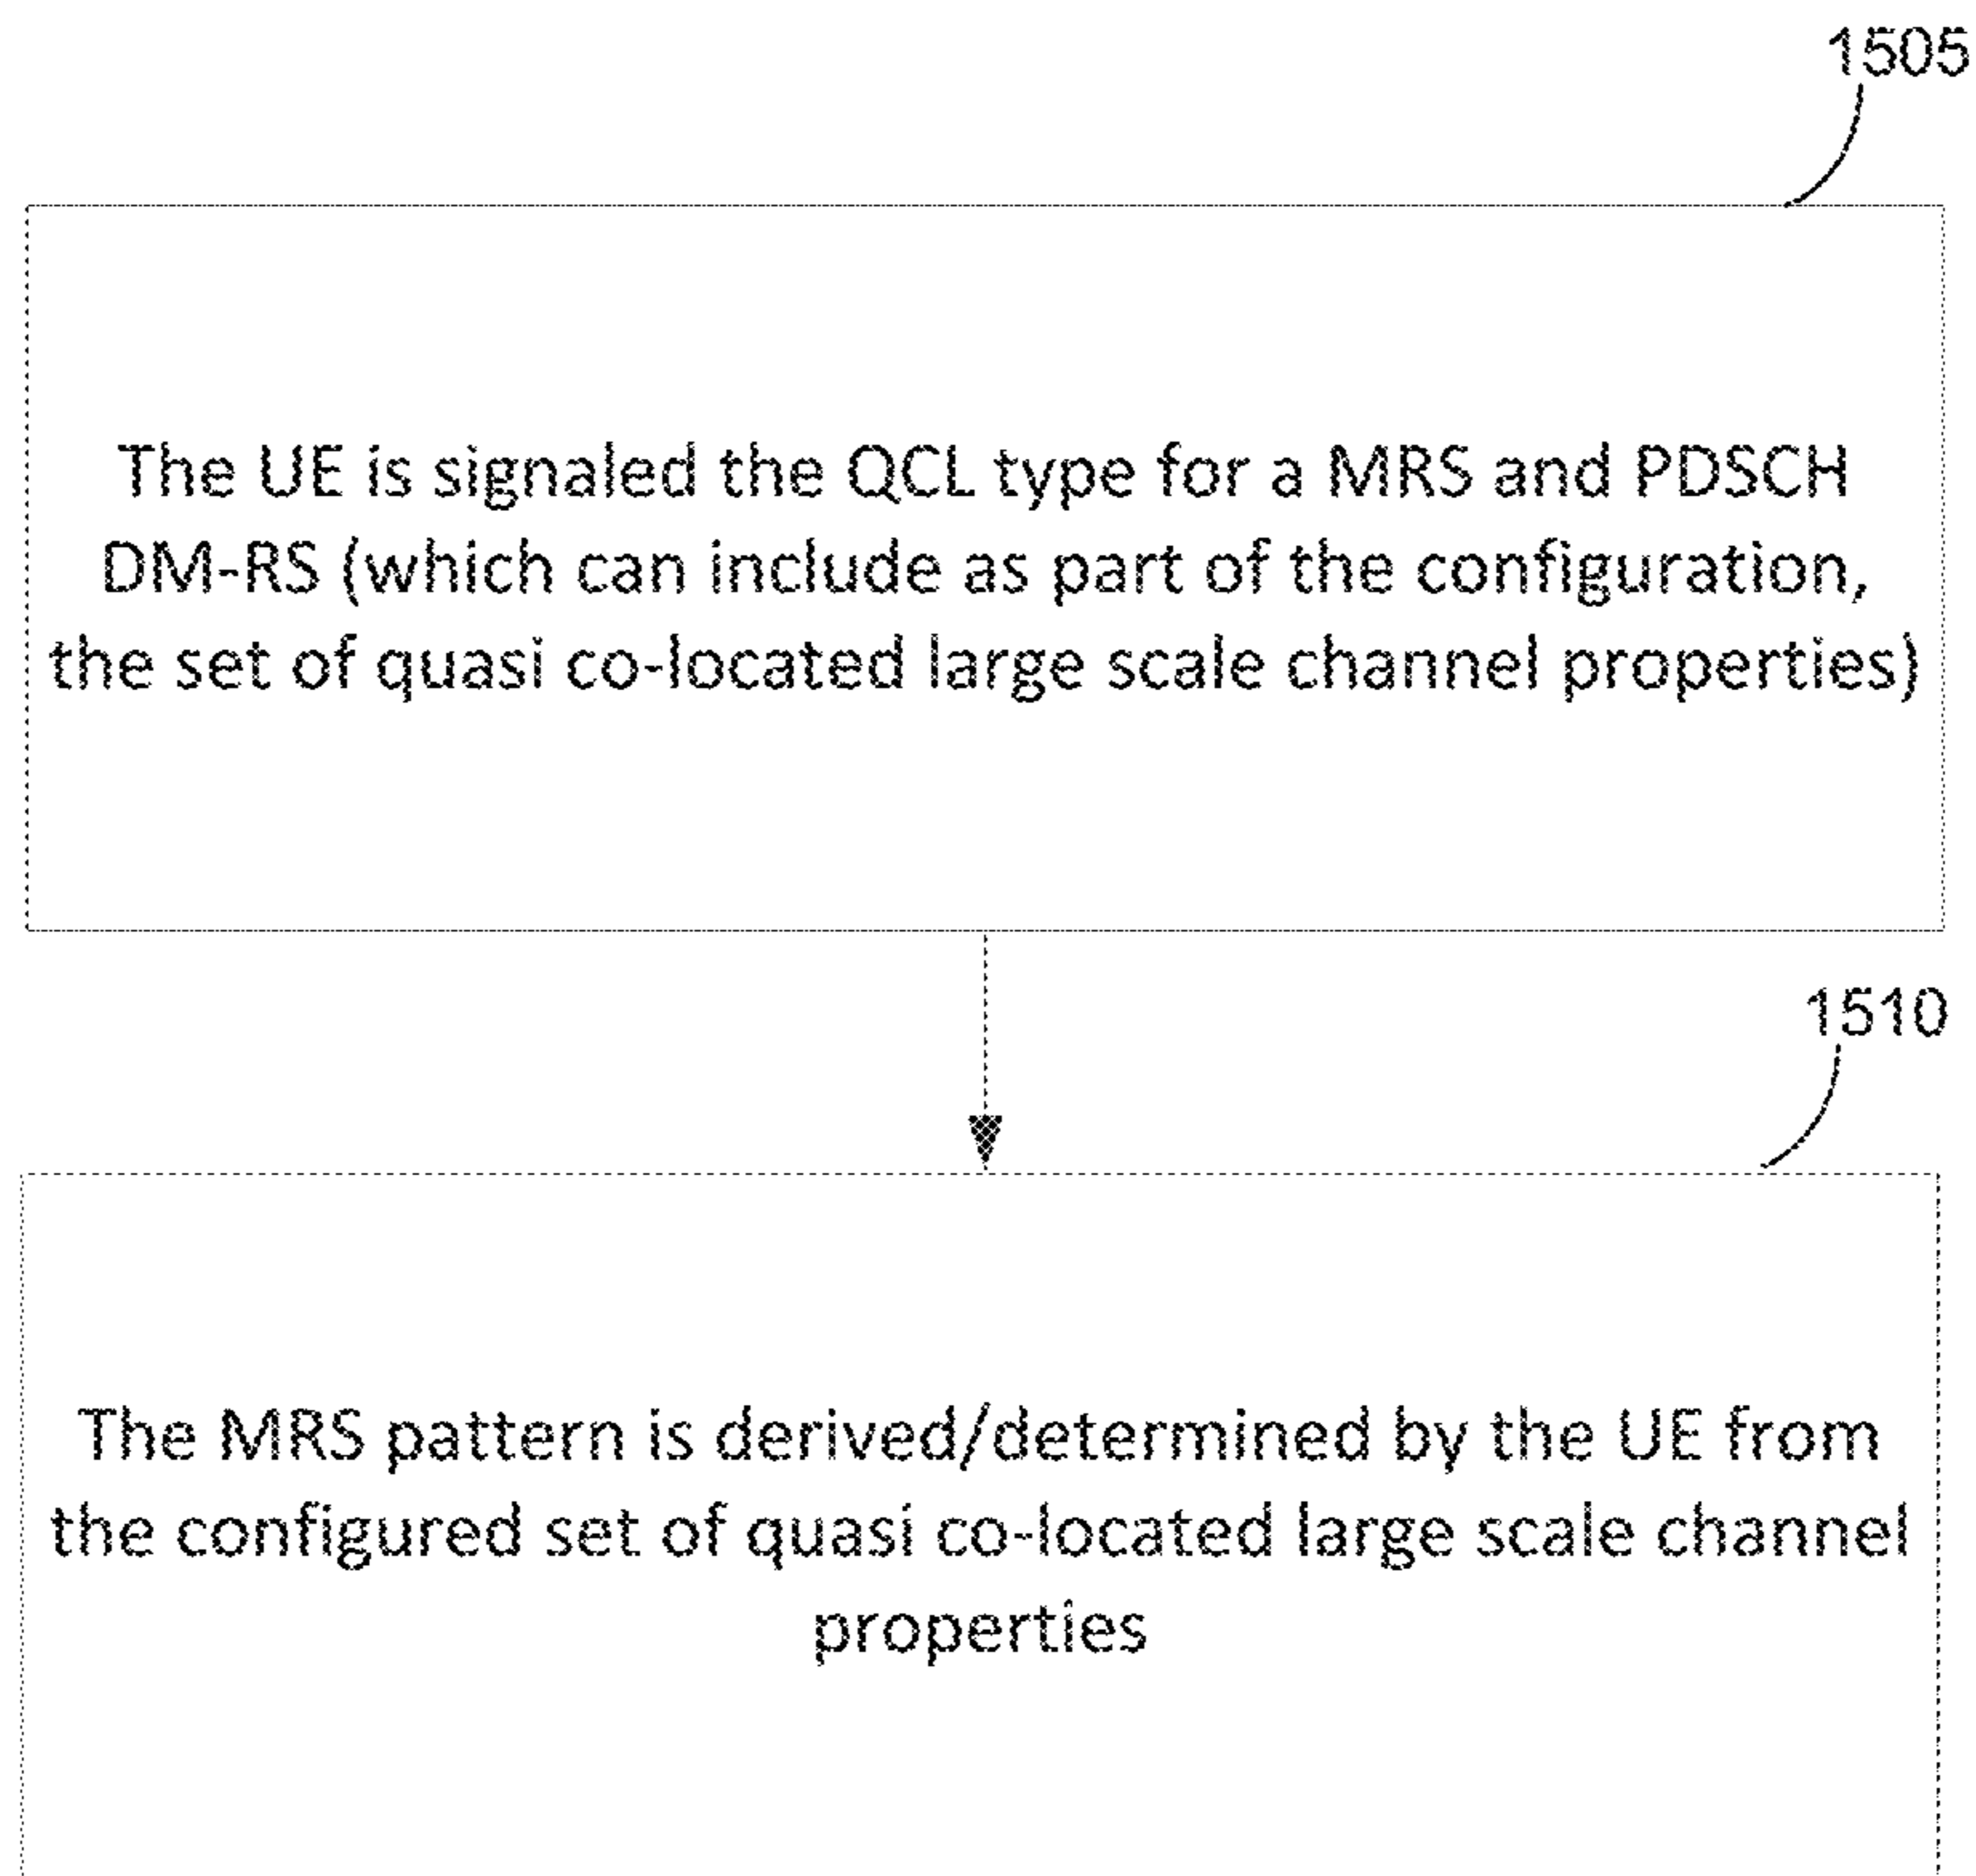 1505
The UE is signaled the QCL type for a MRS and PDSCH
DM-RS (which can include as part of the configuration,
the set of quasi co-located large scale channel properties)
1510
The MRS pattern is derived/determined by the UE from
the configured set of quasi co-located large scale channel
properties